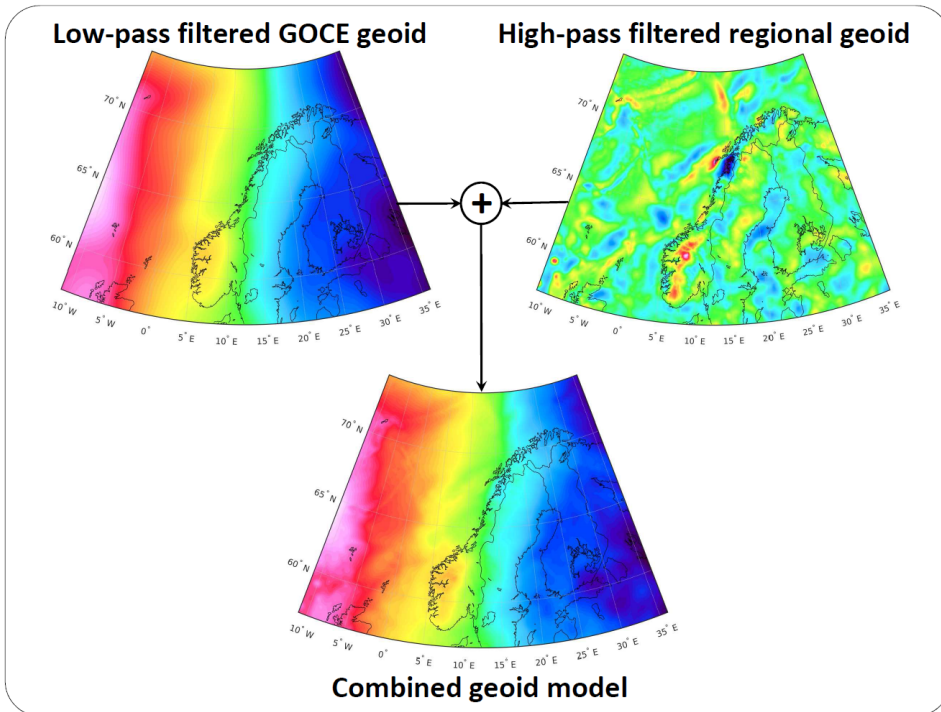 Low-pass filtered GOCE geoid
High-pass filtered regional geoid
70° N
65° N
60° N
10° W
5° W
0°
5° E
10° E
15° E
20° E
25° E
30° E
35° E
70° N
65° N
60° N
10° W
5° W
0°
5° E
10° E
15° E
20° E
25° E
30° E
35° E
+
70° N
65° N
60° N
10° W
5° W
0°
5° E
10° E
15° E
20° E
25° E
30° E
35° E
Combined geoid model